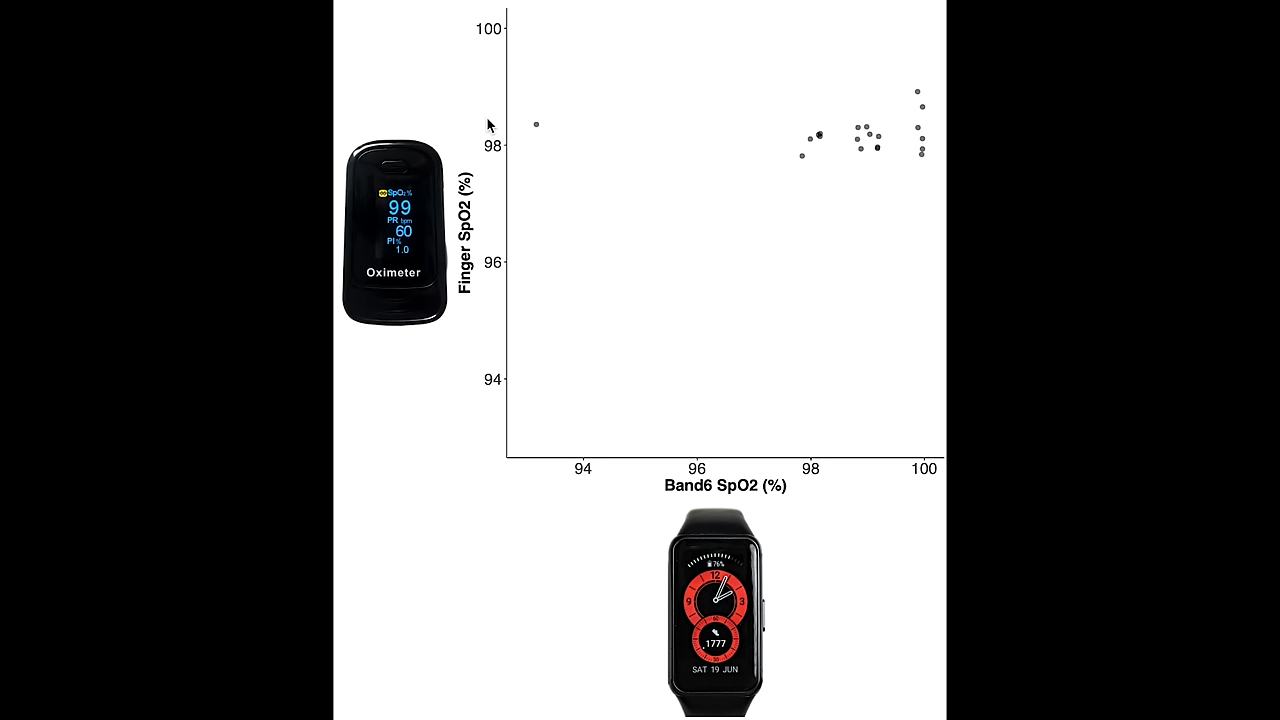 100
98
96
94
Finger SpO2 (%)
SpO₂ %
99
PR bpm
60
PI %
1.0
Oximeter
94 96 98 100
Band6 SpO2 (%)
76%
12
9 3
1777
SAT 19 JUN